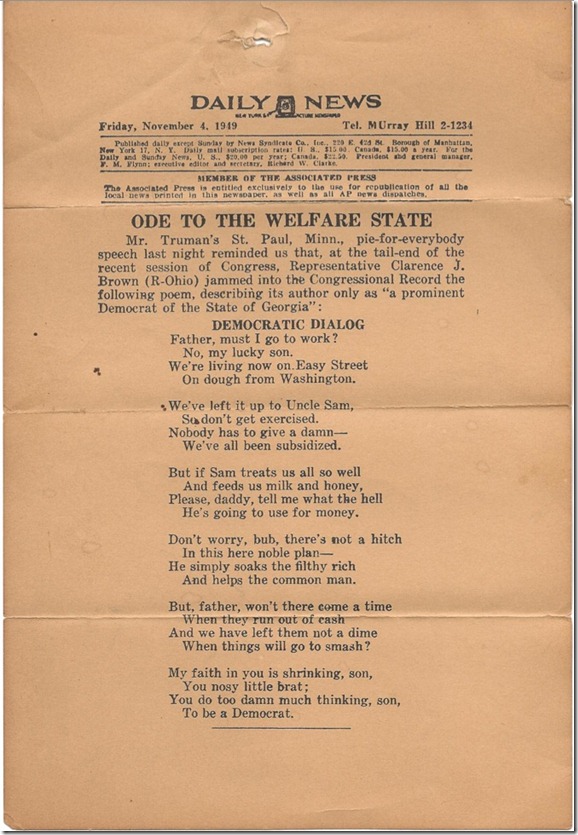 DAILY NEWS
NEW YORK'S PICTURE NEWSPAPER
Friday, November 4, 1949 Tel. MUrray Hill 2-1234
Published daily except Sunday by News Syndicate Co., Inc., 220 E. 42d St. Borough of Manhattan,
New York 17, N. Y. Daily mail subscription rates: U. S., $15.00. Canada, $15.00 a year. For the
Daily and Sunday News, U. S., $20.00 per year; Canada, $22.50. President and general manager,
F. M. Flynn; executive editor and secretary, Richard W. Clarke.
MEMBER OF THE ASSOCIATED PRESS
The Associated Press is entitled exclusively to the use for republication of all the
local news printed in this newspaper, as well as all AP news dispatches.
ODE TO THE WELFARE STATE
Mr. Truman's St. Paul, Minn., pie-for-everybody
speech last night reminded us that, at the tail-end of the
recent session of Congress, Representative Clarence J.
Brown (R-Ohio) jammed into the Congressional Record the
following poem, describing its author only as "a prominent
Democrat of the State of Georgia":
DEMOCRATIC DIALOG
Father, must I go to work?
No, my lucky son.
We're living now on Easy Street
On dough from Washington.
We've left it up to Uncle Sam,
So don't get exercised.
Nobody has to give a damn—
We've all been subsidized.
But if Sam treats us all so well
And feeds us milk and honey,
Please, daddy, tell me what the hell
He's going to use for money.
Don't worry, bub, there's not a hitch
In this here noble plan—
He simply soaks the filthy rich
And helps the common man.
But, father, won't there come a time
When they run out of cash
And we have left them not a dime
When things will go to smash?
My faith in you is shrinking, son,
You nosy little brat;
You do too damn much thinking, son,
To be a Democrat.